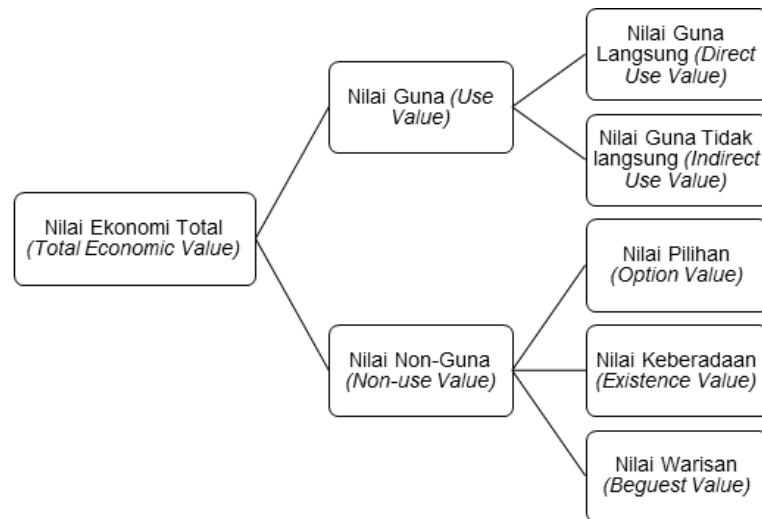 Nilai Ekonomi Total
(Total Economic Value)
Nilai Guna (Use
Value)
Nilai Guna
Langsung (Direct
Use Value)
Nilai Guna Tidak
langsung (Indirect
Use Value)
Nilai Non-Guna
(Non-use Value)
Nilai Pilihan
(Option Value)
Nilai Keberadaan
(Existence Value)
Nilai Warisan
(Beguest Value)